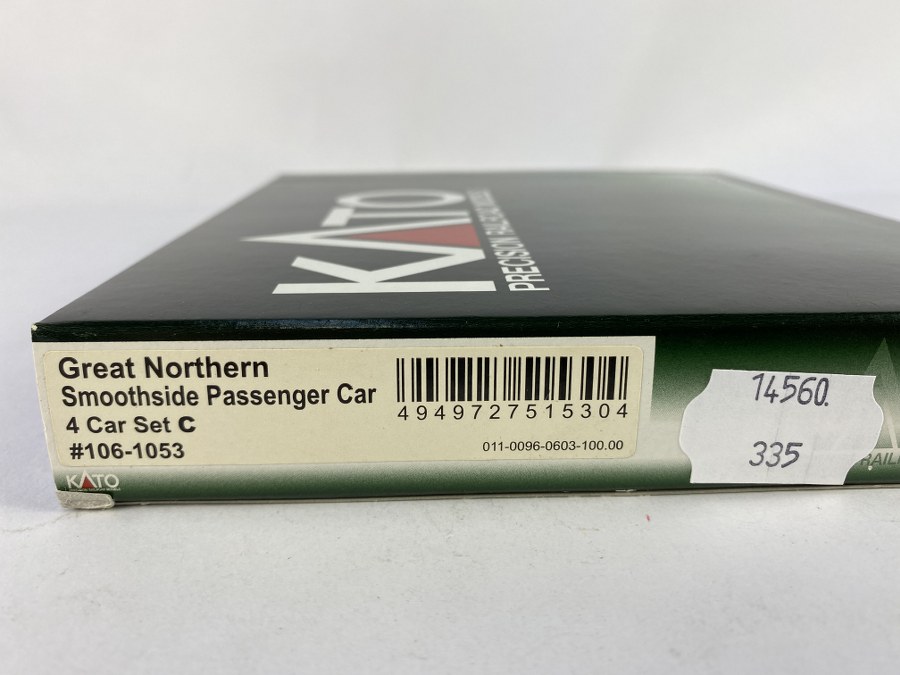 KATO
PRECISION RAILROAD MODELS
Great Northern
Smoothside Passenger Car
4 Car Set C
#106-1053
4949727515304
011-0096-0603-100.00
KATO
14560.
335